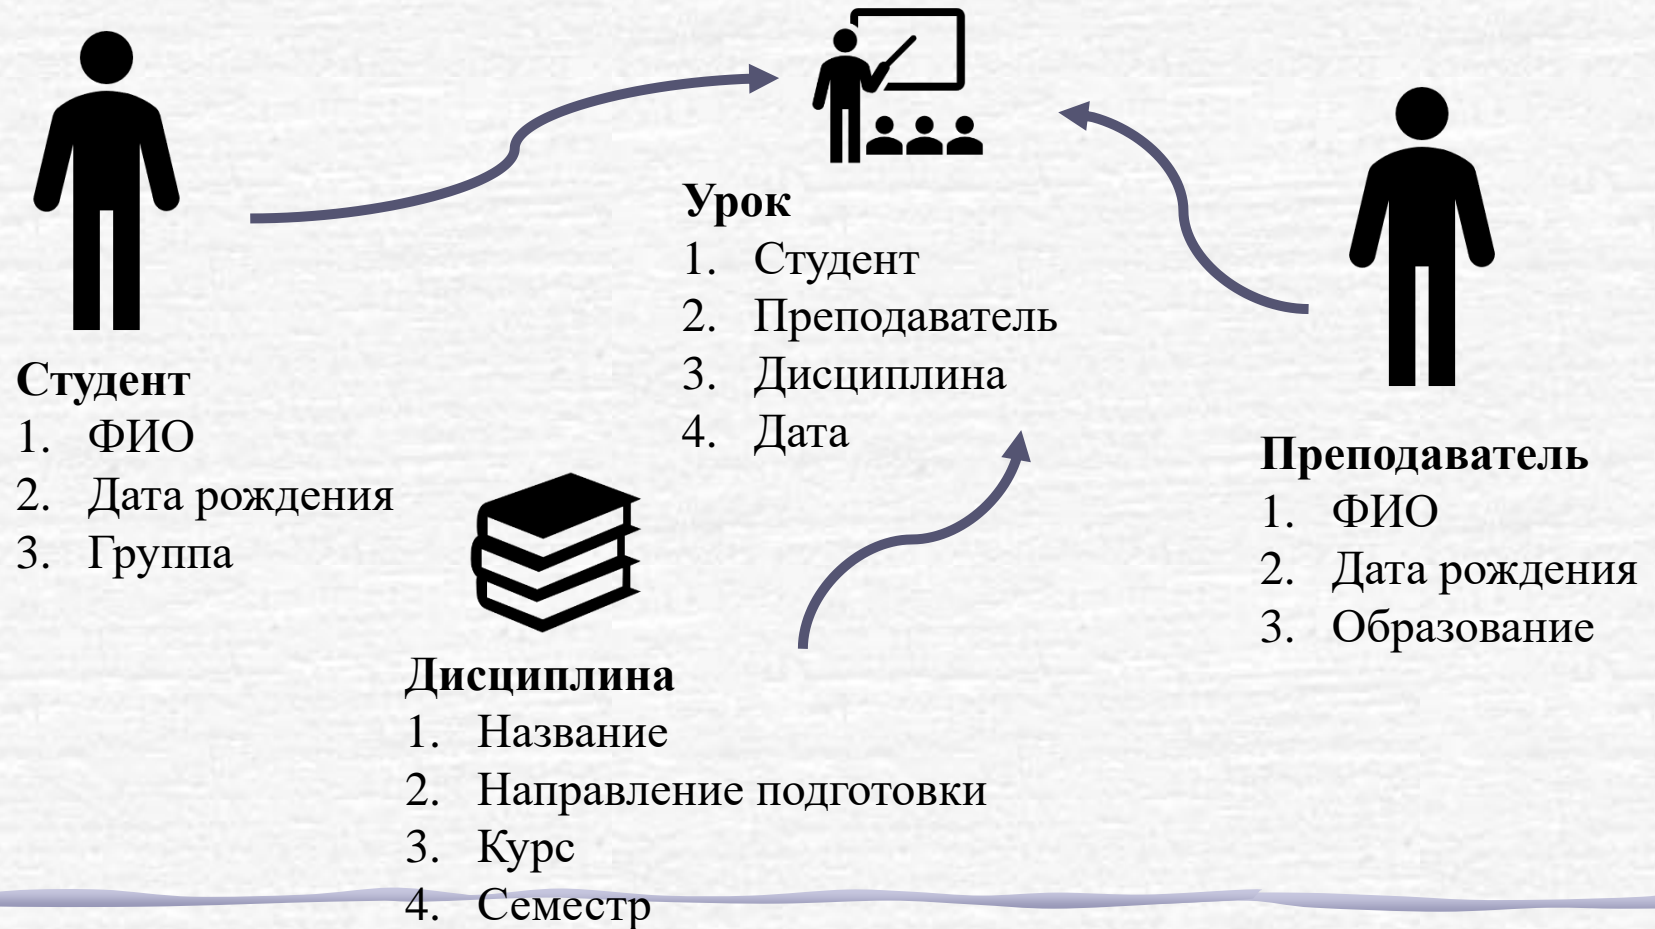 Урок
1. Студент
2. Преподаватель
3. Дисциплина
4. Дата
Студент
1. ФИО
2. Дата рождения
3. Группа
Преподаватель
1. ФИО
2. Дата рождения
3. Образование
Дисциплина
1. Название
2. Направление подготовки
3. Курс
4. Семестр